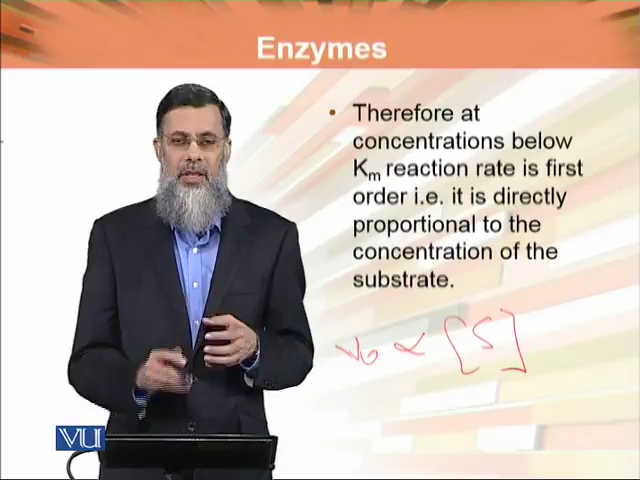 Enzymes
• Therefore at
concentrations below
Km reaction rate is first
order i.e. it is directly
proportional to the
concentration of the
substrate.
V0 ∝ [S]
VU